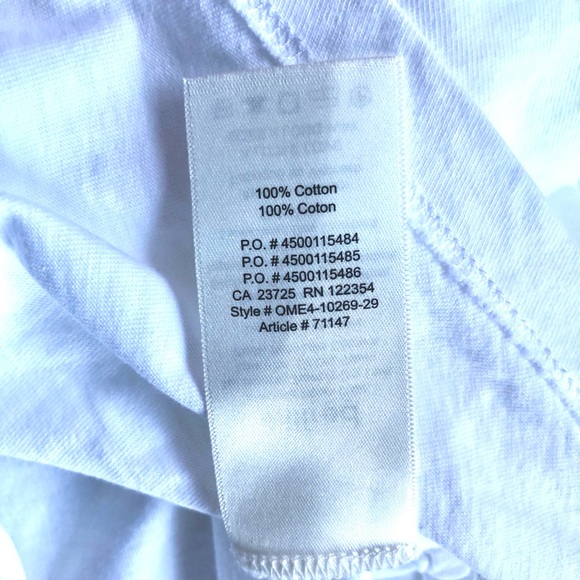 100% Cotton
100% Coton
P.O. # 4500115484
P.O. # 4500115485
P.O. # 4500115486
CA 23725 RN 122354
Style # OME4-10269-29
Article # 71147